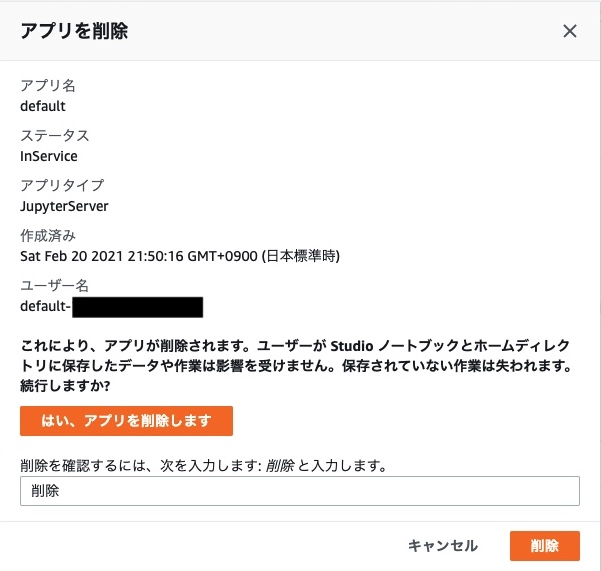 アプリを削除
アプリ名
default
ステータス
InService
アプリタイプ
JupyterServer
作成済み
Sat Feb 20 2021 21:50:16 GMT+0900 (日本標準時)
ユーザー名
default-
これにより、アプリが削除されます。ユーザーが Studio ノートブックとホームディレク
トリに保存したデータや作業は影響を受けません。保存されていない作業は失われます。
続行しますか?
はい、アプリを削除します
削除を確認するには、次を入力します: 削除 と入力します。
削除
キャンセル
削除